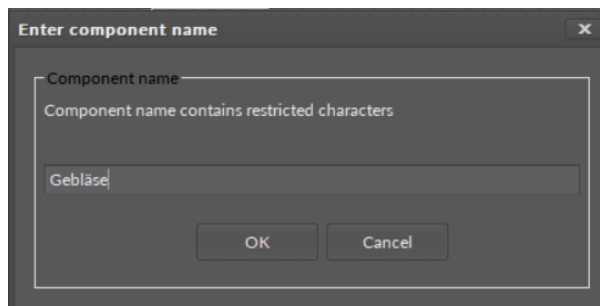 Enter component name
Component name
Component name contains restricted characters
Gebläse
OK
Cancel